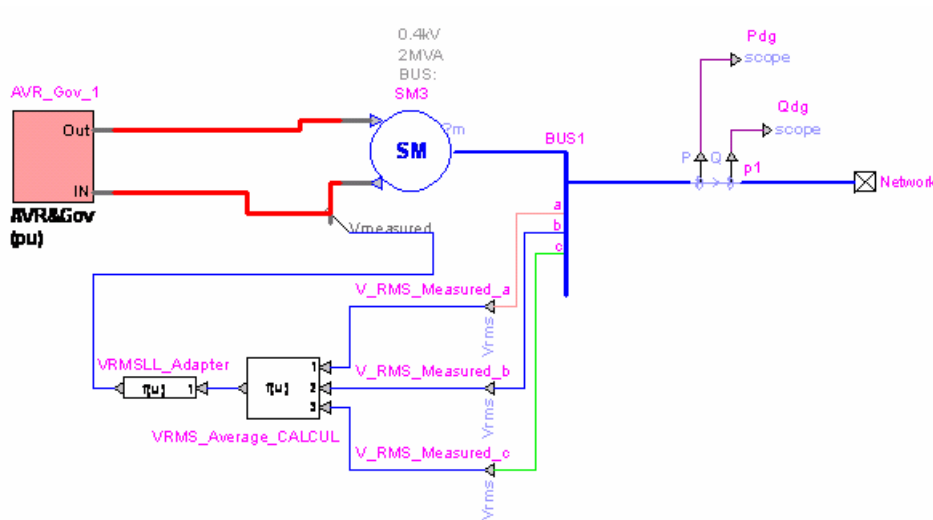 0.4kV
2MVA
BUS:
SM3
Pdg
scope
AVR_Gov_1
Qdg
scope
Out
?m
SM
BUS1
P
Q
p1
IN
Network
a
AVR&Gov
(pu)
Vmeasured
b
c
V_RMS_Measured_a
Vrms
VRMSLL_Adapter
f(u)
1
f(u)
1
2
3
V_RMS_Measured_b
Vrms
VRMS_Average_CALCUL
V_RMS_Measured_c
Vrms